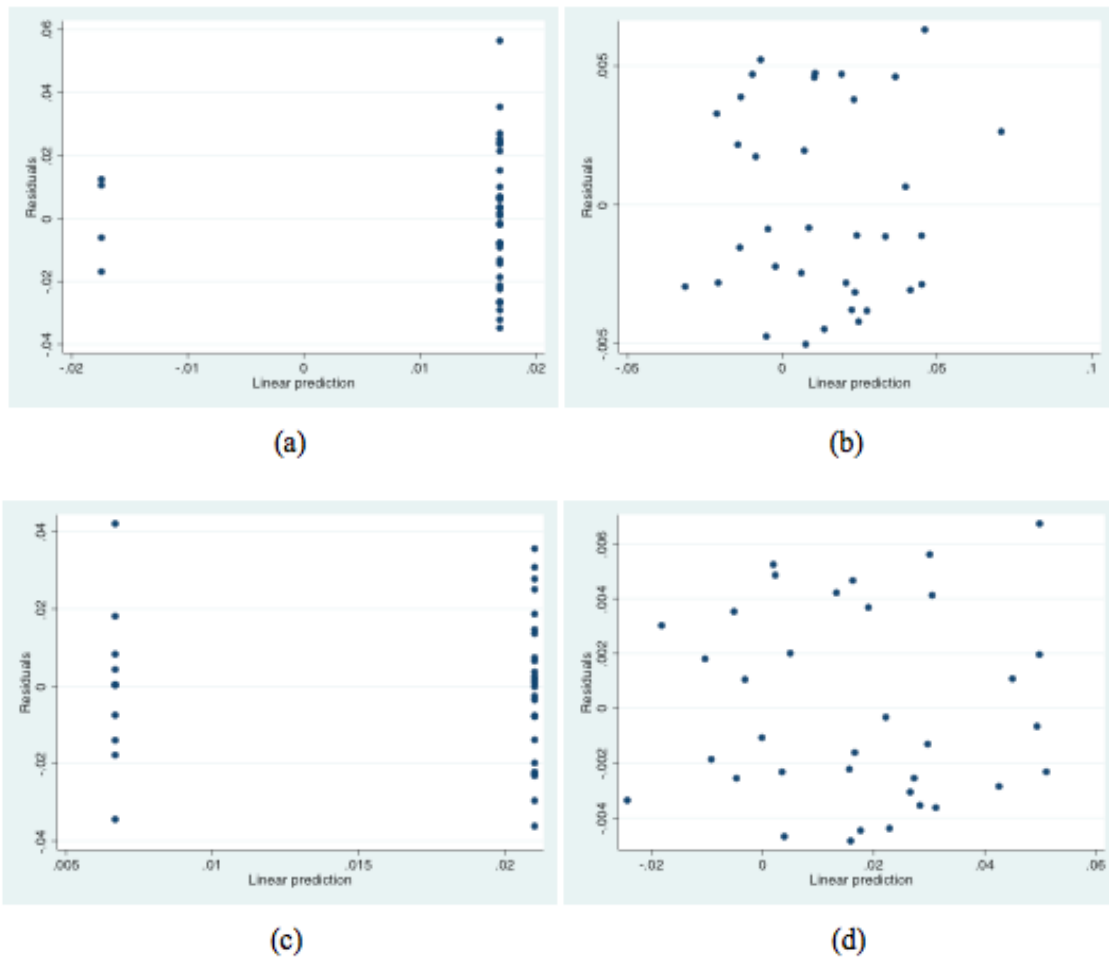 Residuals
-.04 -.02 0 .02 .04 .06
-.02 -.01 0 .01 .02
Linear prediction
(a)
Residuals
-.005 0 .005
-.05 0 .05 .1
Linear prediction
(b)
Residuals
-.04 -.02 0 .02 .04
.005 .01 .015 .02
Linear prediction
(c)
Residuals
-.004 -.002 0 .002 .004 .006
-.02 0 .02 .04 .06
Linear prediction
(d)